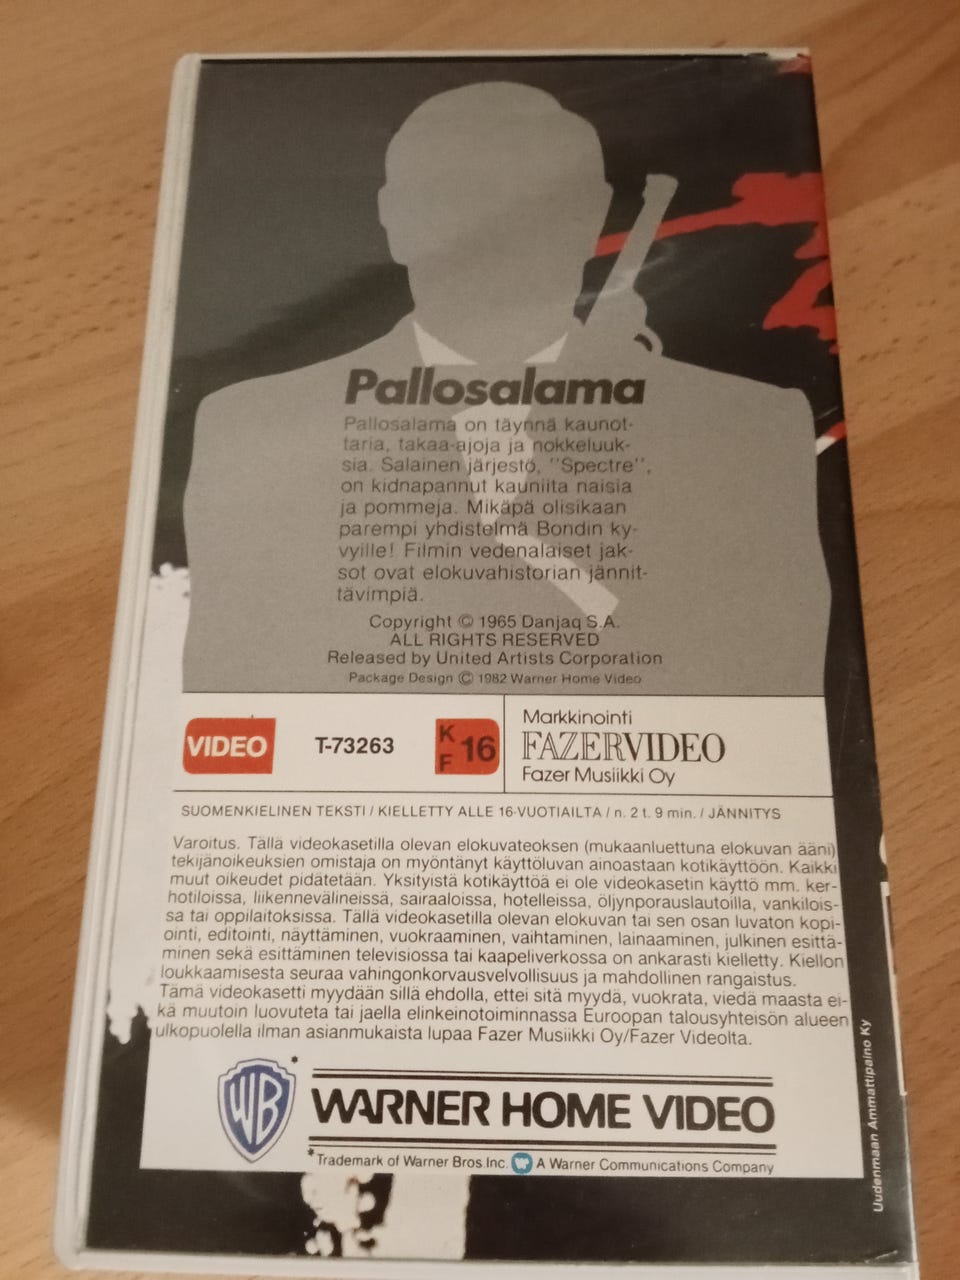 Pallosalama
Pallosalama on täynnä kaunot-
taria, takaa-ajoja ja nokkeluuk-
sia. Salainen järjestö, "Spectre",
on kidnapannut kauniita naisia
ja pommeja. Mikäpä olisikaan
parempi yhdistelmä Bondin ky-
vyille! Filmin vedenalaiset jak-
sot ovat elokuvahistorian jännit-
tävimpiä.
Copyright © 1965 Danjaq S.A.
ALL RIGHTS RESERVED
Released by United Artists Corporation
Package Design © 1982 Warner Home Video
VIDEO
T-73263
K 16
F
Markkinointi
FAZERVIDEO
Fazer Musiikki Oy
SUOMENKIELINEN TEKSTI / KIELLETTY ALLE 16-VUOTIAILTA / n. 2 t. 9 min. / JÄNNITYS
Varoitus. Tällä videokasetilla olevan elokuvateoksen (mukaanluettuna elokuvan ääni)
tekijänoikeuksien omistaja on myöntänyt käyttöluvan ainoastaan kotikäyttöön. Kaikki
muut oikeudet pidätetään. Yksityistä kotikäyttöä ei ole videokasetin käyttö mm. ker-
hotiloissa, liikennevälineissä, sairaaloissa, hotelleissa, öljynporauslautoilla, vankilois-
sa tai oppilaitoksissa. Tällä videokasetilla olevan elokuvan tai sen osan luvaton kopi-
ointi, editointi, näyttäminen, vuokraaminen, vaihtaminen, lainaaminen, julkinen esittä-
minen sekä esittäminen televisiossa tai kaapeliverkossa on ankarasti kielletty. Kiellon
loukkaamisesta seuraa vahingonkorvausvelvollisuus ja mahdollinen rangaistus.
Tämä videokasetti myydään sillä ehdolla, ettei sitä myydä, vuokrata, viedä maasta ei-
kä muutoin luovuteta tai jaella elinkeinotoiminnassa Euroopan talousyhteisön alueen
ulkopuolella ilman asianmukaista lupaa Fazer Musiikki Oy/Fazer Videolta.
WB*
WARNER HOME VIDEO
*Trademark of Warner Bros. Inc. A Warner Communications Company
Uudenmaan Ammattipaino Ky